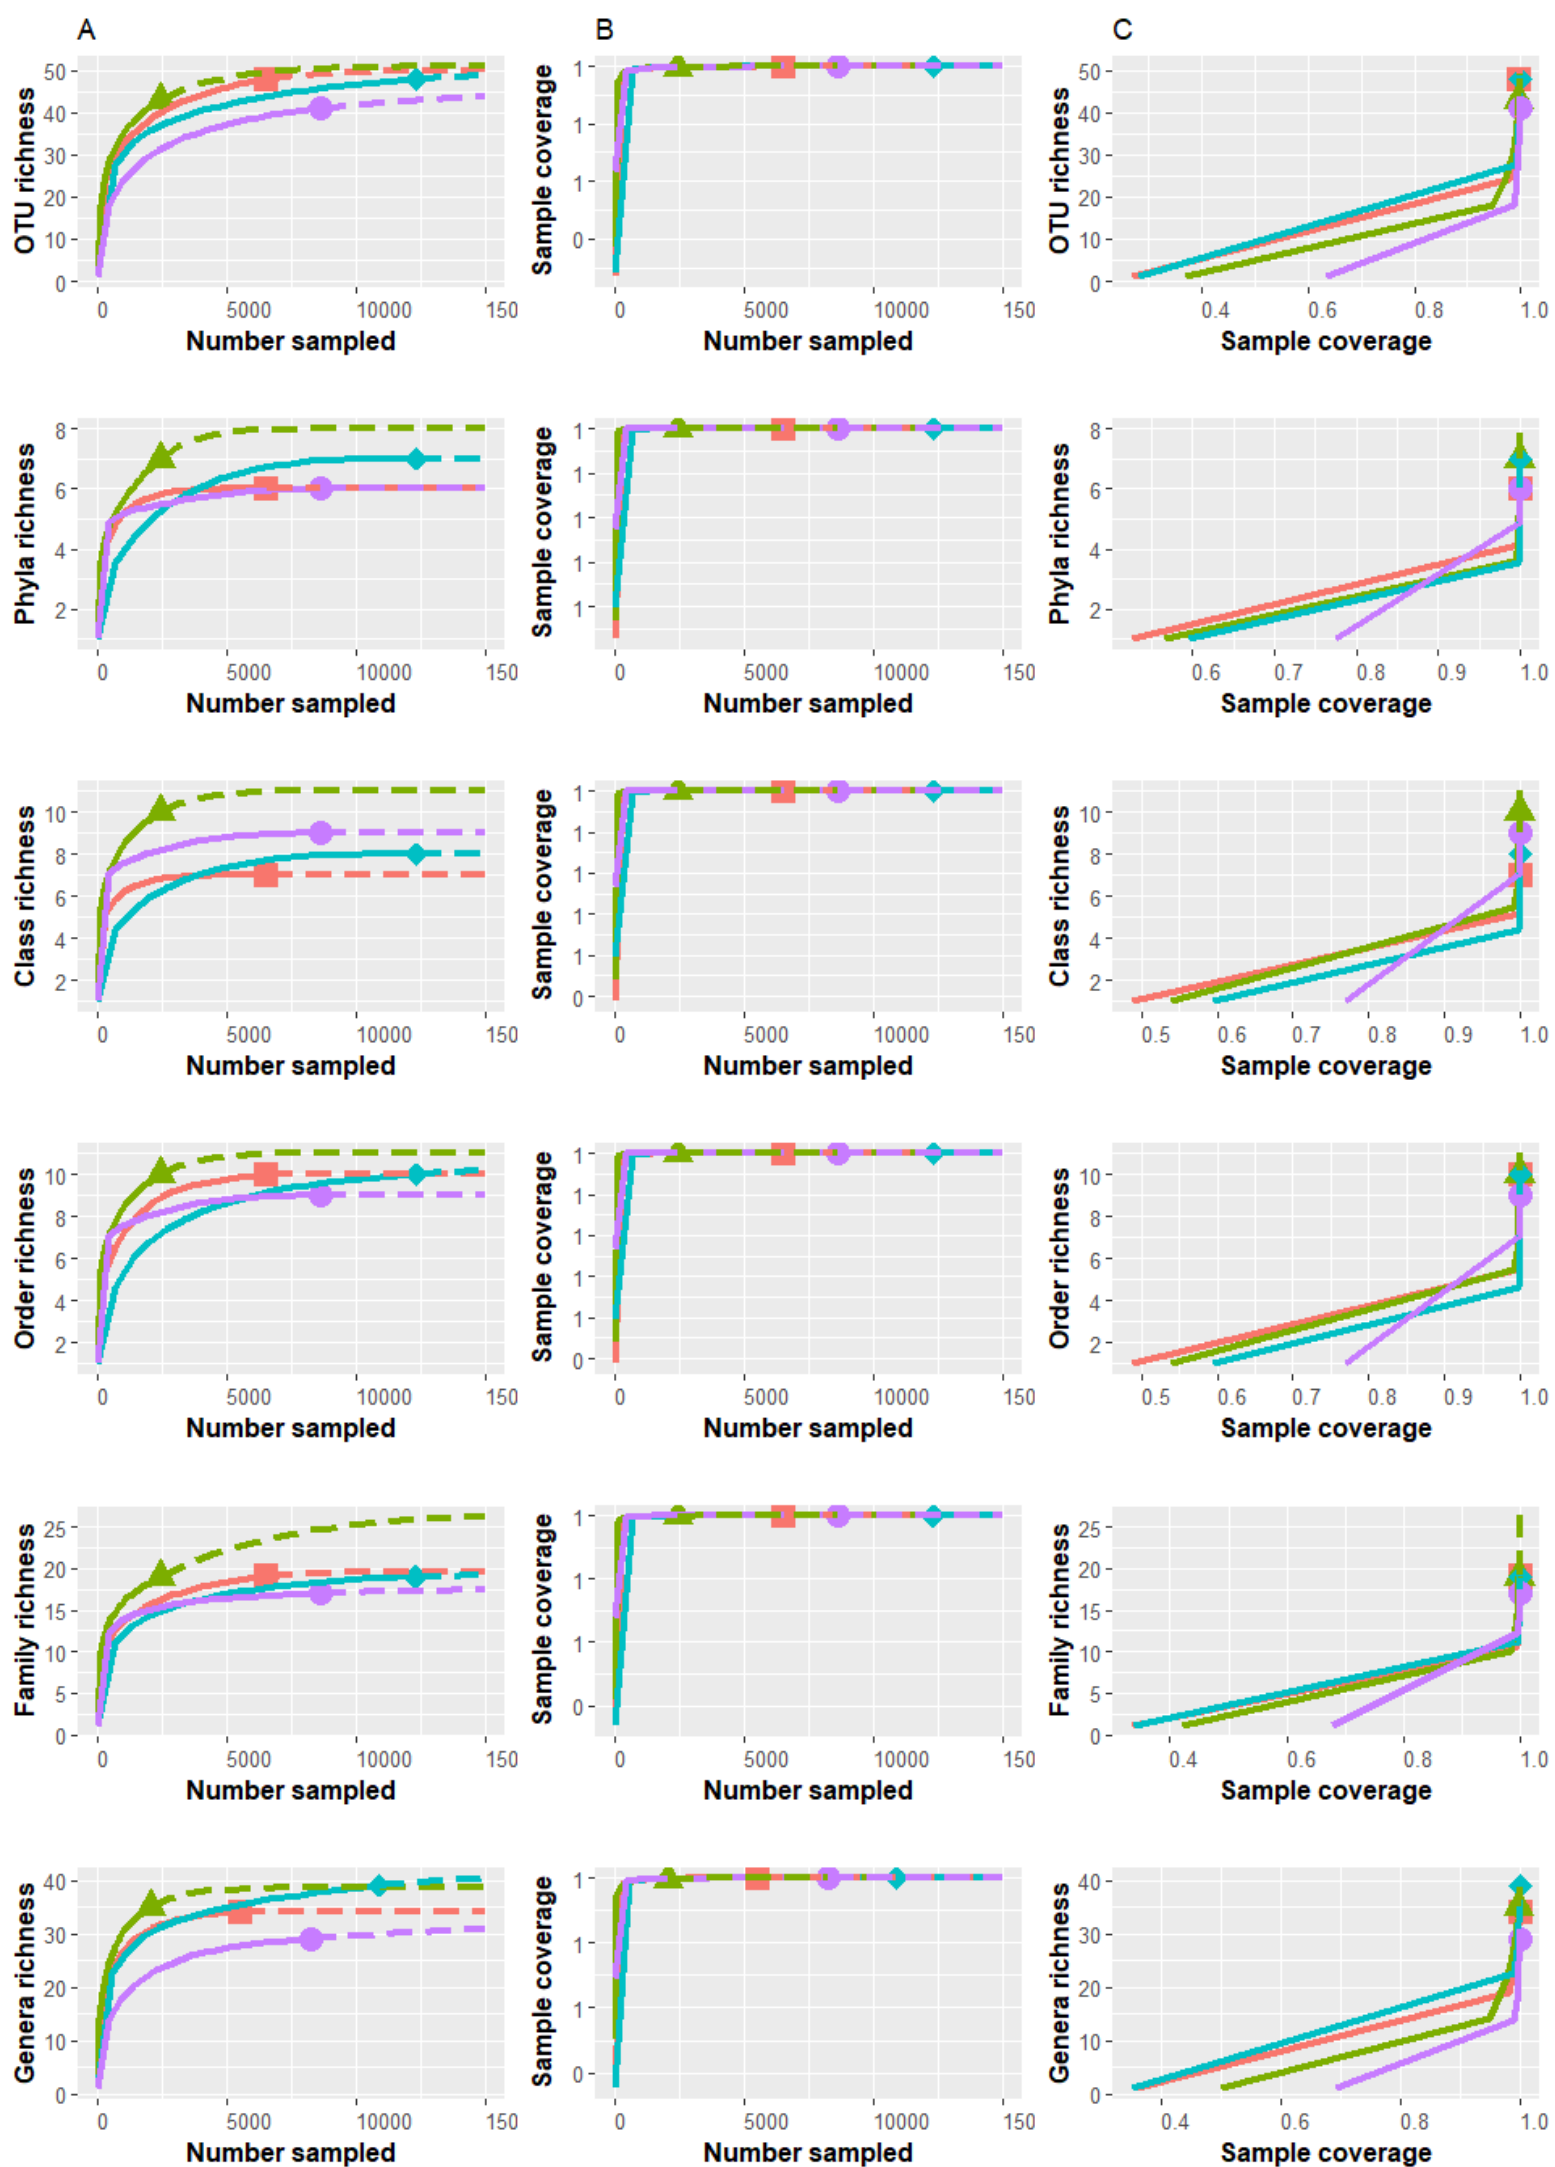 A B C
OTU richness
50
40
30
20
10
0
0 5000 10000 150
Number sampled
Sample coverage
1
1
1
0
0 5000 10000 150
Number sampled
OTU richness
50
40
30
20
10
0
0.4 0.6 0.8 1.0
Sample coverage
Phyla richness
8
6
4
2
0 5000 10000 150
Number sampled
Sample coverage
1
1
1
1
1
0 5000 10000 150
Number sampled
Phyla richness
8
6
4
2
0.6 0.7 0.8 0.9 1.0
Sample coverage
Class richness
10
8
6
4
2
0 5000 10000 150
Number sampled
Sample coverage
1
1
1
1
1
0
0 5000 10000 150
Number sampled
Class richness
10
8
6
4
2
0.5 0.6 0.7 0.8 0.9 1.0
Sample coverage
Order richness
10
8
6
4
2
0 5000 10000 150
Number sampled
Sample coverage
1
1
1
1
1
0
0 5000 10000 150
Number sampled
Order richness
10
8
6
4
2
0.5 0.6 0.7 0.8 0.9 1.0
Sample coverage
Family richness
25
20
15
10
5
0
0 5000 10000 150
Number sampled
Sample coverage
1
1
1
0
0 5000 10000 150
Number sampled
Family richness
25
20
15
10
5
0
0.4 0.6 0.8 1.0
Sample coverage
Genera richness
40
30
20
10
0
0 5000 10000 150
Number sampled
Sample coverage
1
1
1
0
0 5000 10000 150
Number sampled
Genera richness
40
30
20
10
0
0.4 0.6 0.8 1.0
Sample coverage